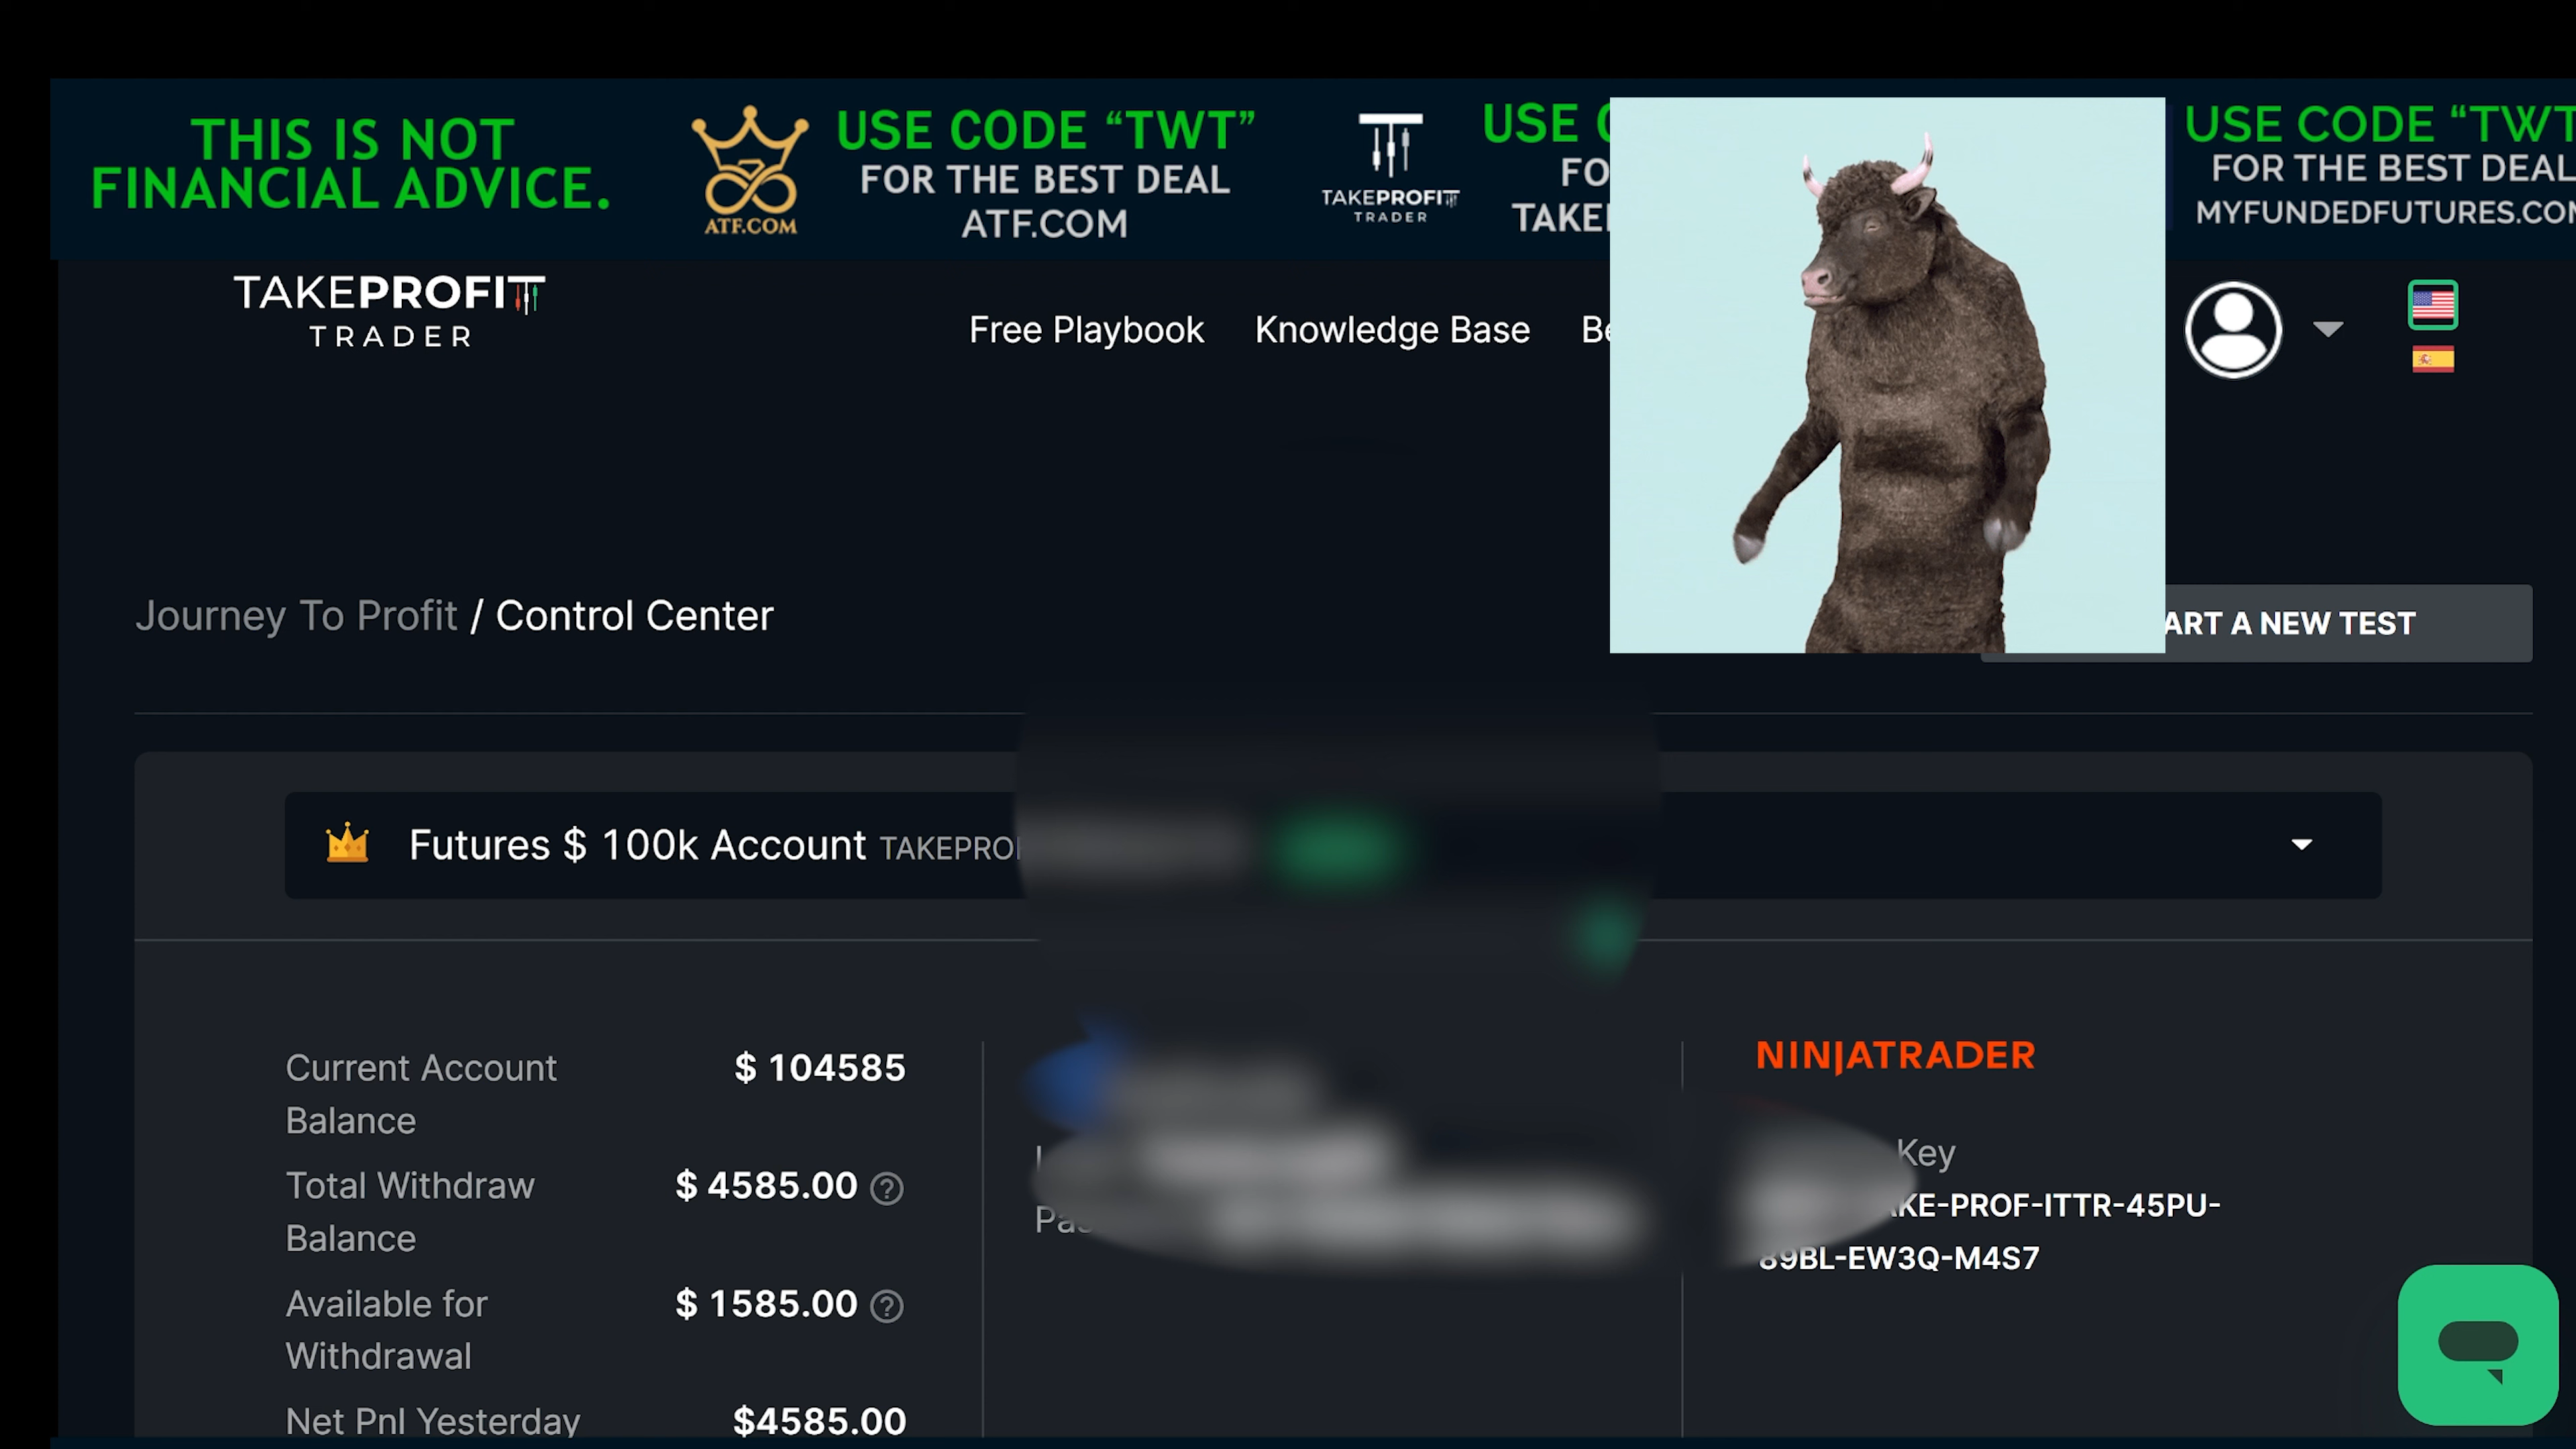 THIS IS NOT
FINANCIAL ADVICE.
ATF.COM
USE CODE “TWT”
FOR THE BEST DEAL
ATF.COM
TAKEPROFIT
TRADER
USE
USE CODE “TWT
FOR THE BEST DEAL
MYFUNDEDFUTURES.COM
TAKEPROFIT
TRADER
Free Playbook
Knowledge Base
Journey To Profit / Control Center
ART A NEW TEST
Futures $ 100k Account TAKEPRO
Current Account
Balance
$ 104585
Total Withdraw
Balance
$ 4585.00 ?
Available for
Withdrawal
$ 1585.00 ?
Net Pnl Yesterday
$4585.00
NINJATRADER
Key
KE-PROF-ITTR-45PU-
89BL-EW3Q-M4S7